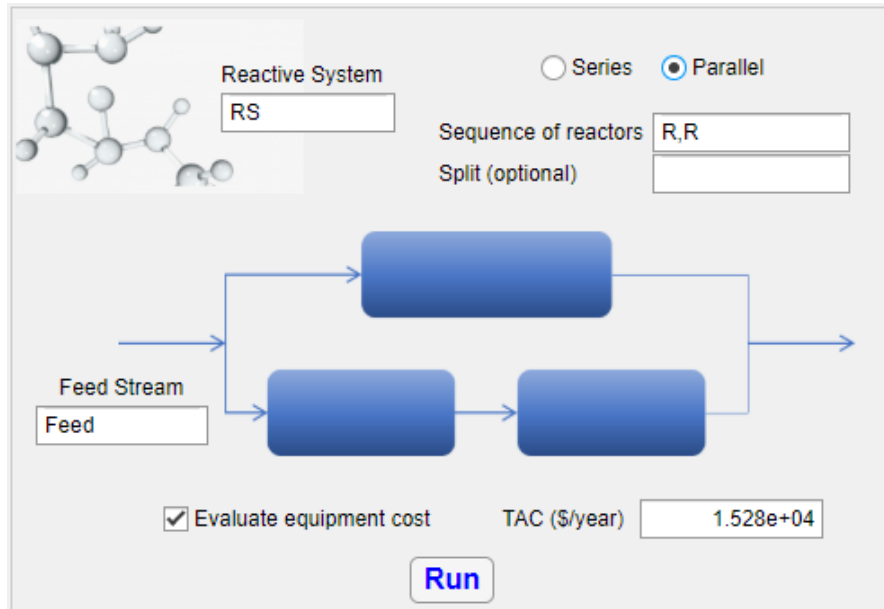 Reactive System
RS
Series
Parallel
Sequence of reactors R,R
Split (optional)
Feed Stream
Feed
Evaluate equipment cost TAC ($/year) 1.528e+04
Run